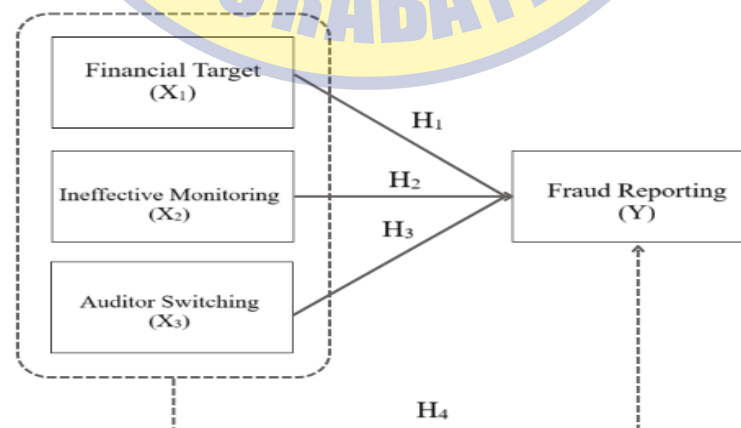 Financial Target
(X₁)
H₁
Ineffective Monitoring
(X₂)
H₂
Fraud Reporting
(Y)
H₃
Auditor Switching
(X₃)
H₄